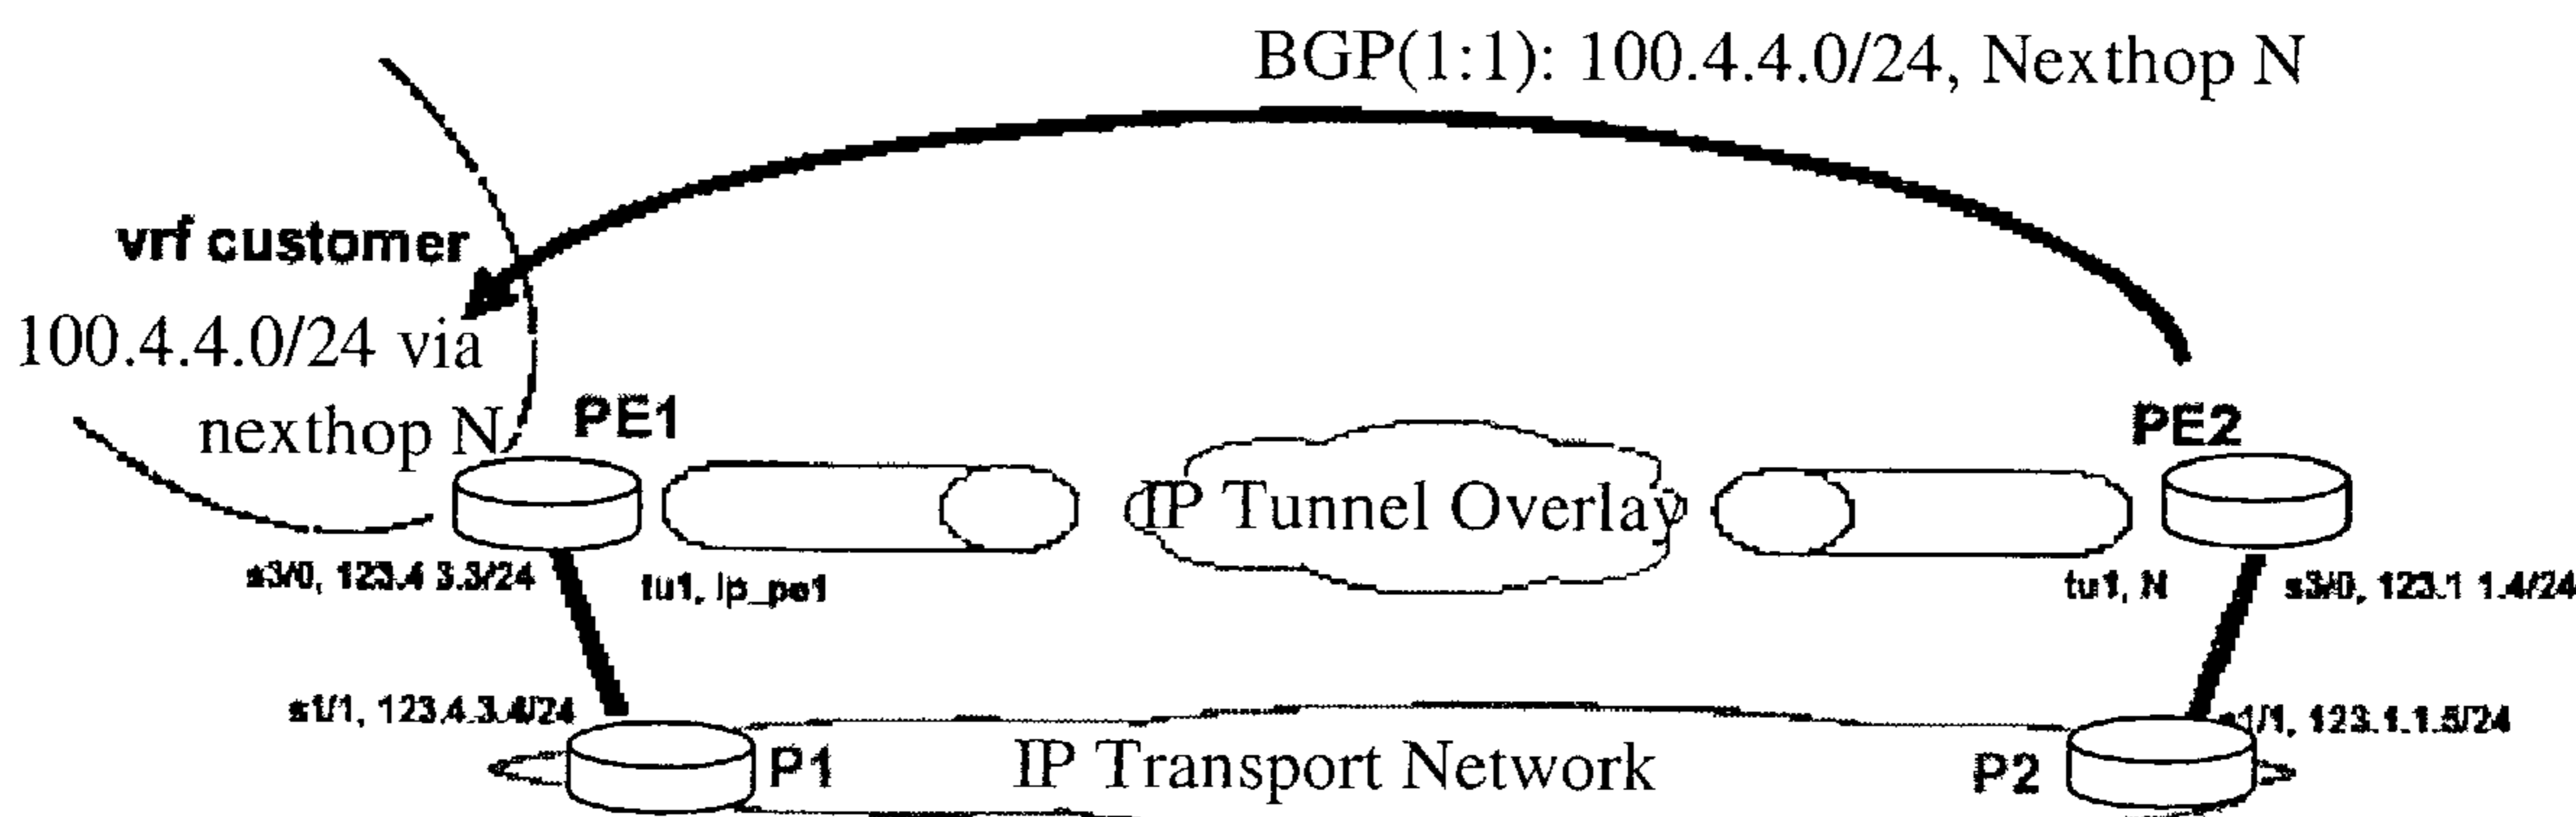 BGP(1:1): 100.4.4.0/24, Nexthop N
vrf customer
100.4.4.0/24 via
nexthop N
PE1
PE2
IP Tunnel Overlay
s3/0, 123.4 3.3/24
tu1, Ip_pe1
tu1, N
s3/0, 123.1 1.4/24
s1/1, 123.4.3.4/24
1/1, 123.1.1.5/24
P1
IP Transport Network
P2